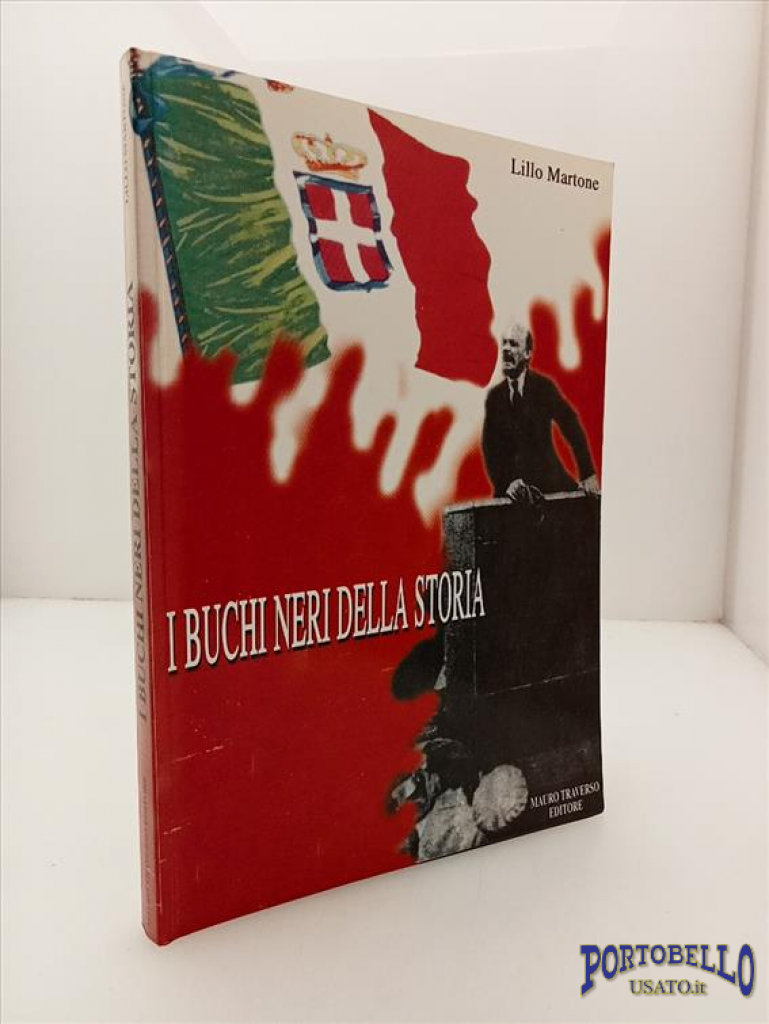 Lillo Martone
I BUCHI NERI DELLA STORIA
MAURO TRAVERSO
EDITORE
I BUCHI NERI DELLA STORIA
PORTOBELLO
USATO.it